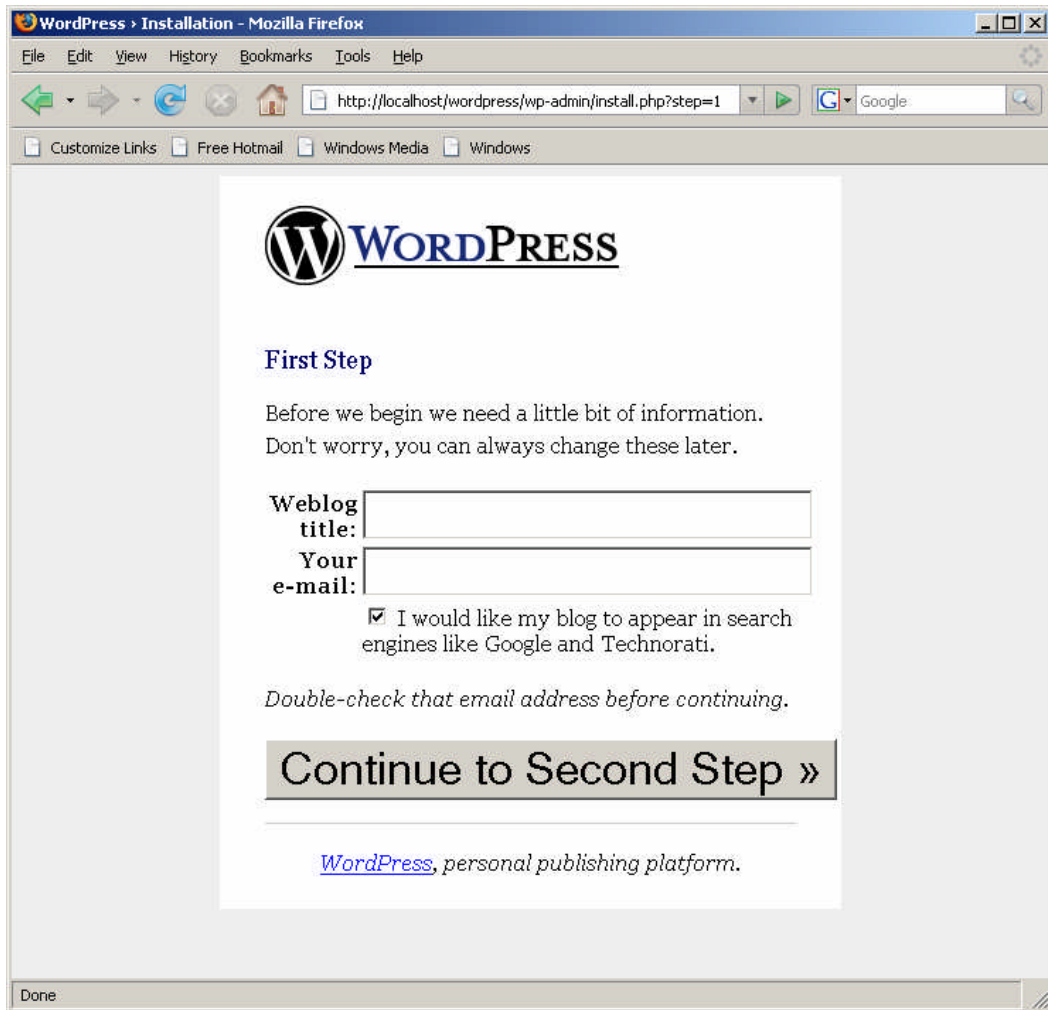 WordPress › Installation - Mozilla Firefox
File Edit View History Bookmarks Tools Help
http://localhost/wordpress/wp-admin/install.php?step=1 G Google
Customize Links Free Hotmail Windows Media Windows
W WORDPRESS
First Step
Before we begin we need a little bit of information.
Don't worry, you can always change these later.
Weblog
title:
Your
e-mail:
I would like my blog to appear in search
engines like Google and Technorati.
Double-check that email address before continuing.
Continue to Second Step »
WordPress, personal publishing platform.
Done